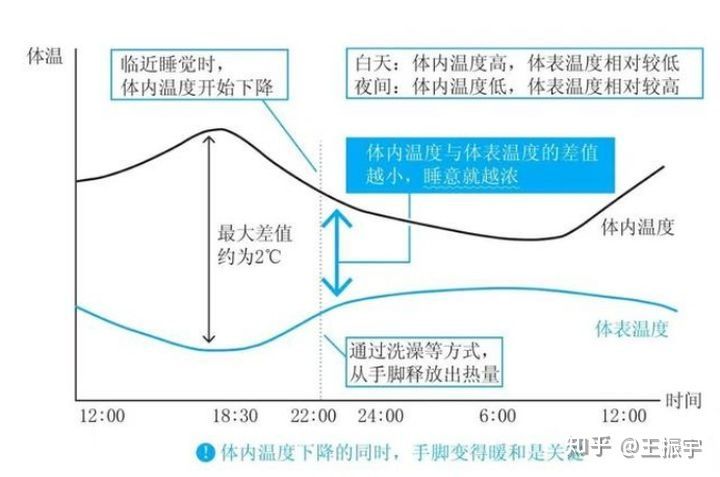 体温
临近睡觉时，
体内温度开始下降
白天：体内温度高，体表温度相对较低
夜间：体内温度低，体表温度相对较高
体内温度与体表温度的差值
越小，睡意就越浓
体内温度
最大差值
约为2℃
体表温度
通过洗澡等方式，
从手脚释放出热量
时间
12:00 18:30 22:00 24:00 6:00 12:00
! 体内温度下降的同时，手脚变得暖和是关键
知乎 @王振宇